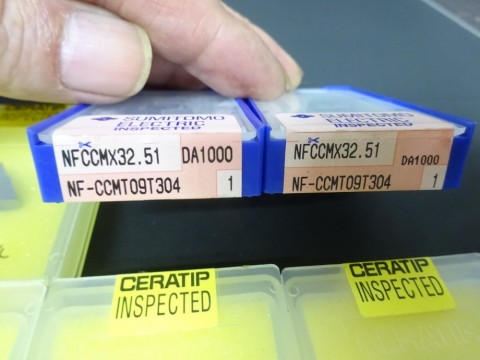 SUMITOMO
ELECTRIC
INSPECTED
NFCCMX32.51 DA1000
NF-CCMT09T304 1
SUMITOMO
ELECTRIC
INSPECTED
NFCCMX32.51 DA1000
NF-CCMT09T304 1
CERATIP
INSPECTED
CERATIP
INSPECTED